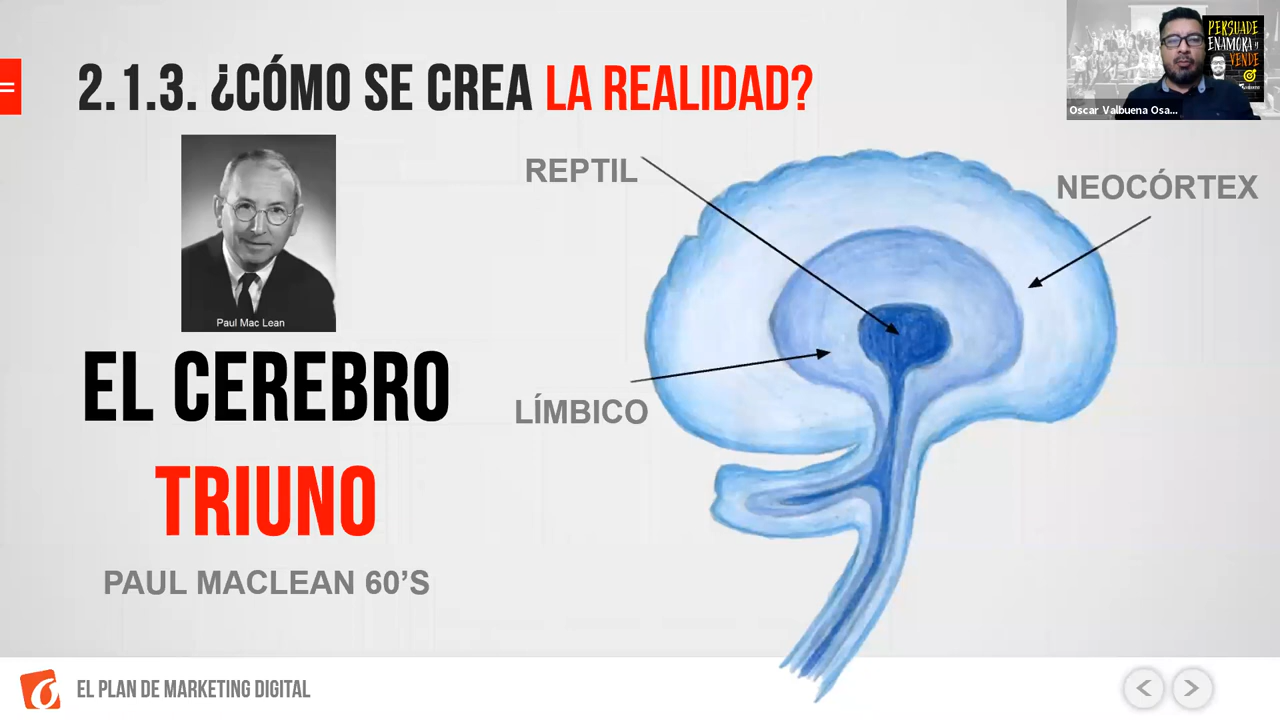 2.1.3. ¿CÓMO SE CREA LA REALIDAD?
PERSUADE
ENAMORA Y
VENDE
Oscar Valbuena Osa...
REPTIL
NEOCÓRTEX
Paul Mac Lean
EL CEREBRO
LÍMBICO
TRIUNO
PAUL MACLEAN 60’S
EL PLAN DE MARKETING DIGITAL